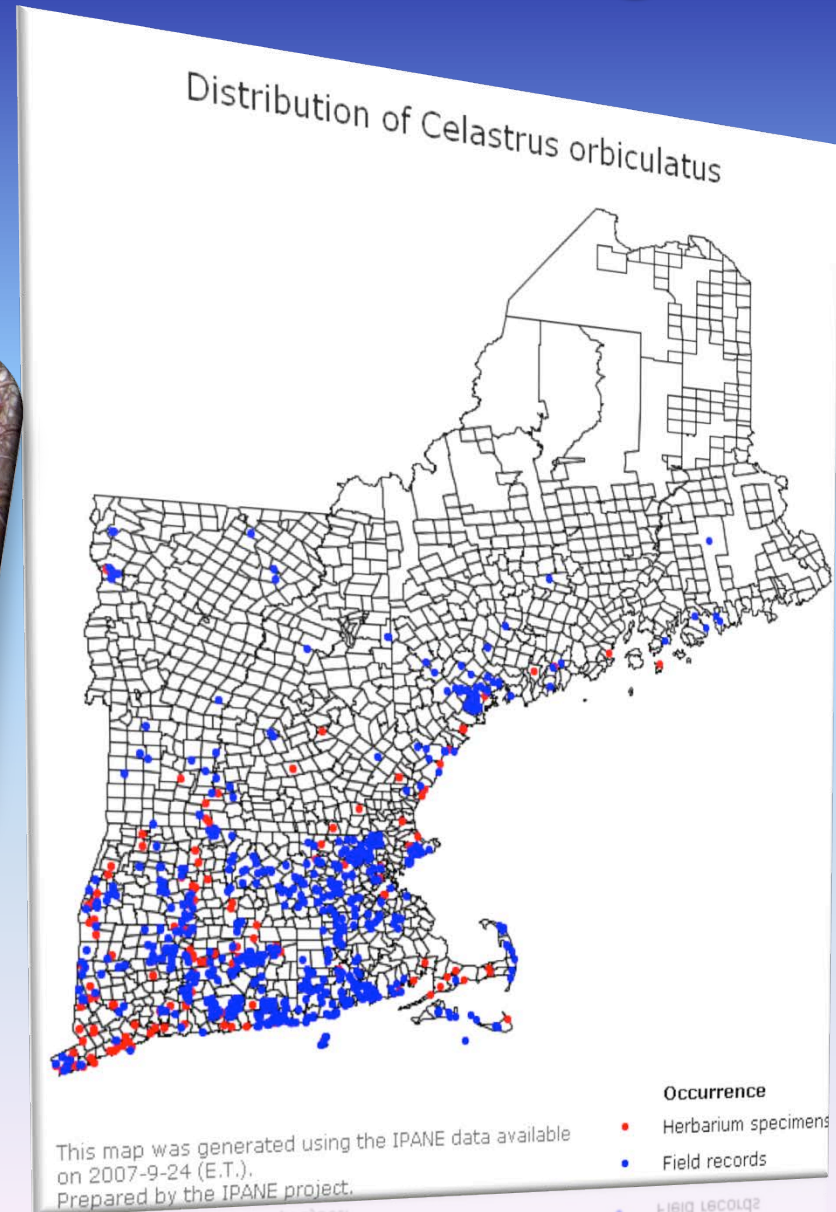 Distribution of Celastrus orbiculatus
Occurrence
Herbarium specimens
Field records
This map was generated using the IPANE data available
on 2007-9-24 (E.T.).
Prepared by the IPANE project.